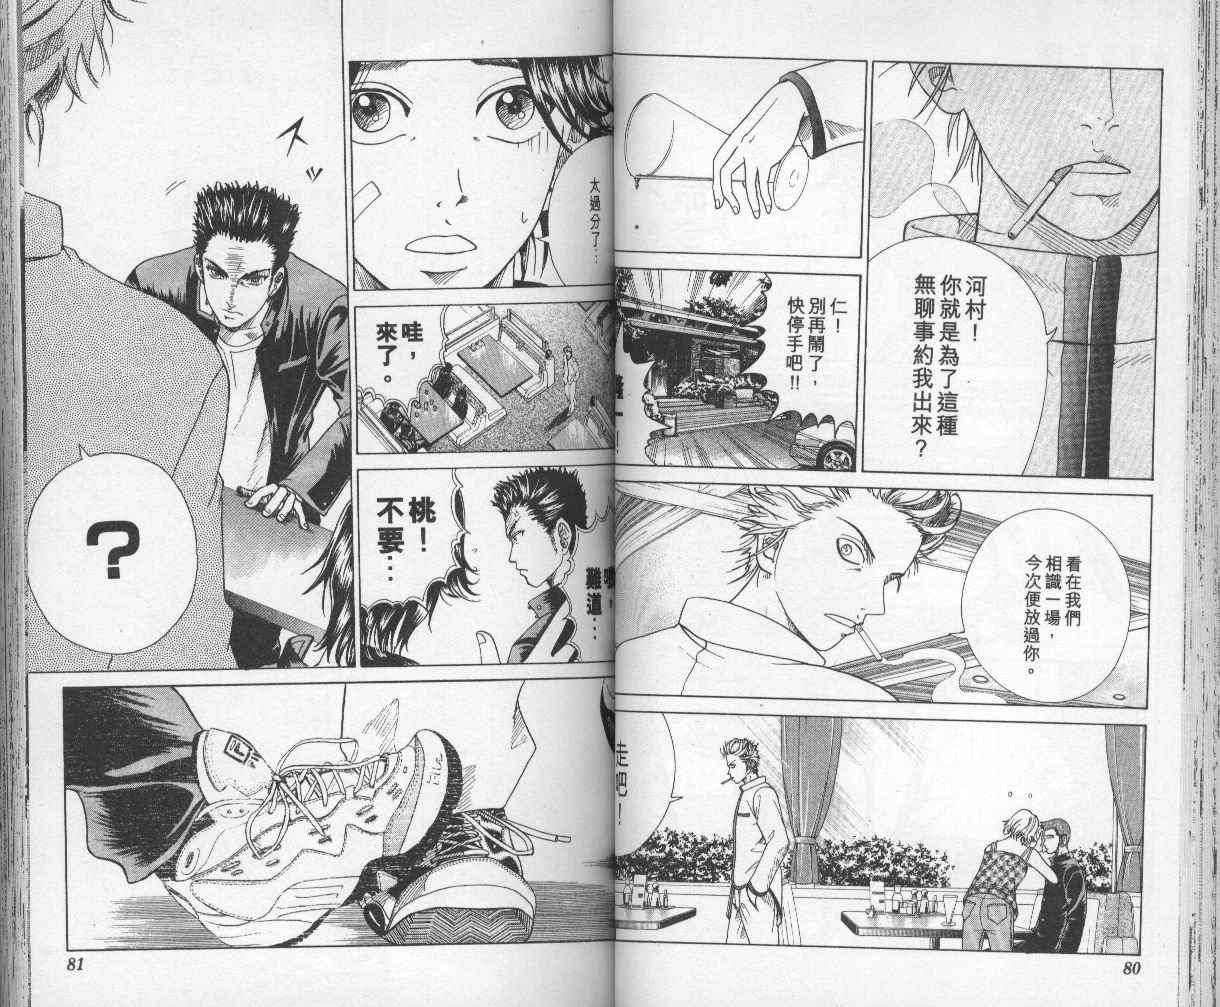 河村！
你就是為了這種
無聊事約我出來？
仁！
別再鬧了，
快停手吧!!
看在我們
相識一場，
今次便放過你。
走吧！
80
太過分了…
哇，
來了。
桃！
不要…
難道…
？
FILA
81